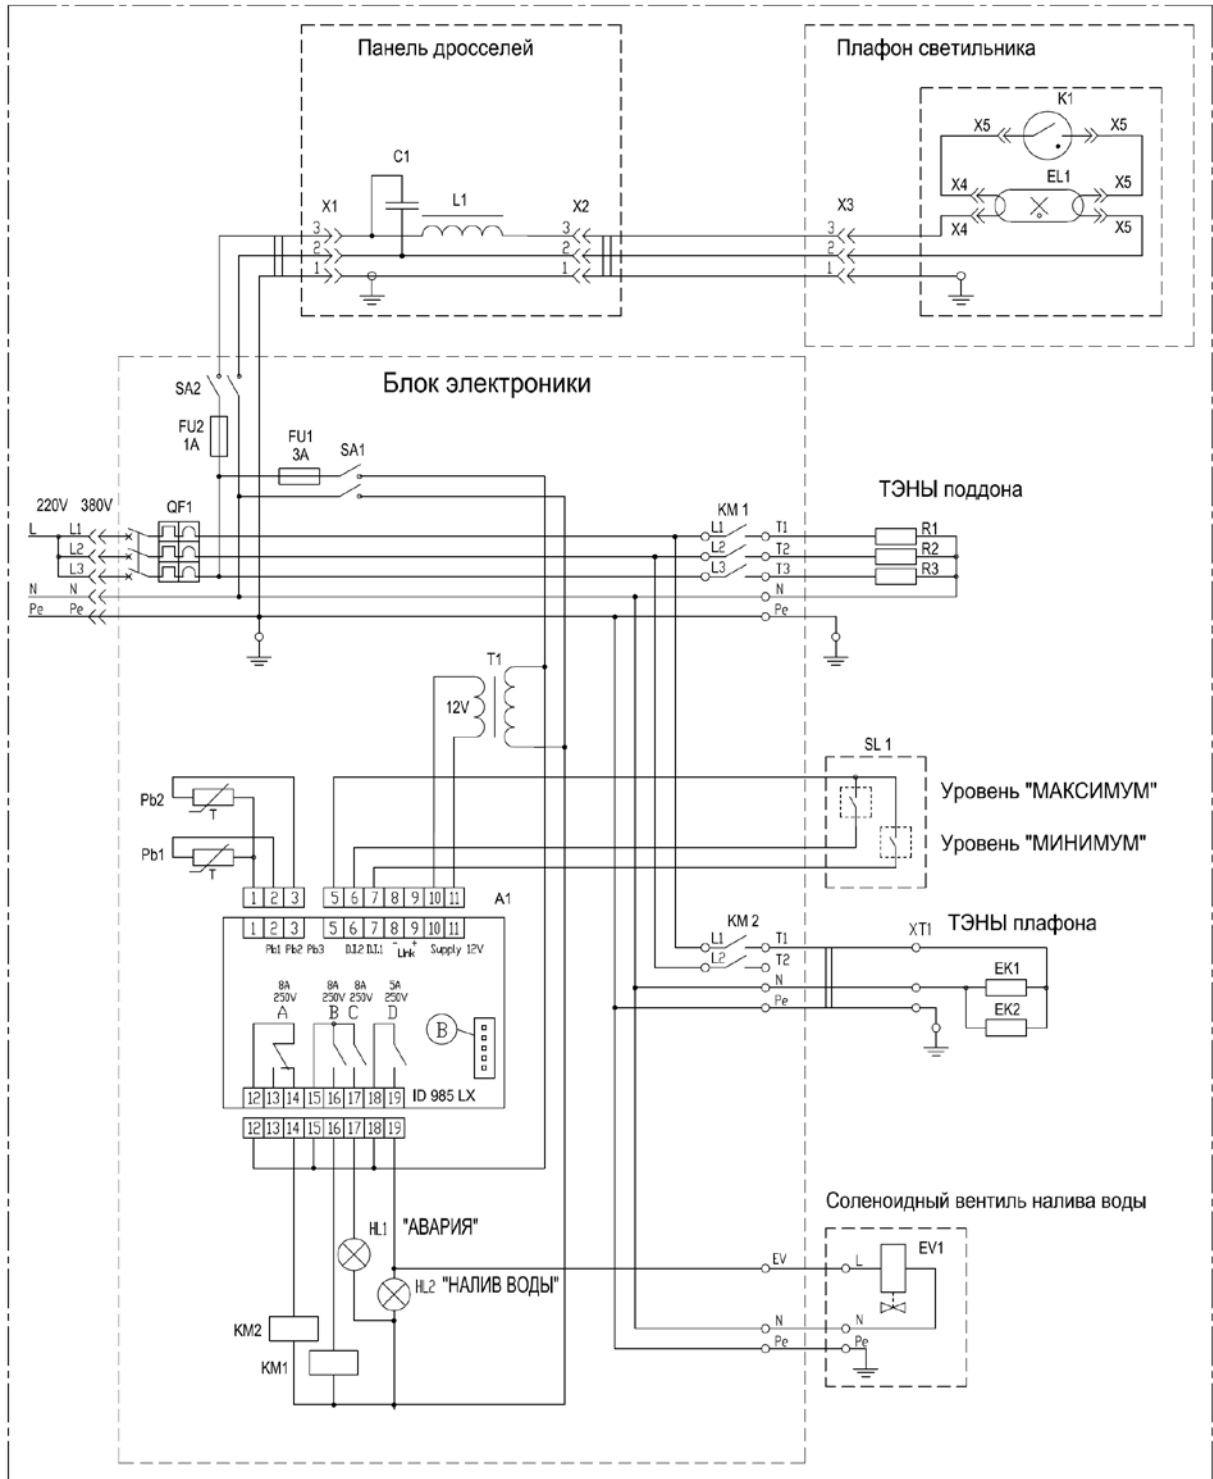 Панель дросселей
Плафон светильника
K1
X5
X5
C1
EL1
X4
X5
X1
L1
X2
X3
X4
X5
3
3
3
2
2
2
1
1
1
SA2
Блок электроники
FU2
1A
FU1
3A
SA1
ТЭНЫ поддона
220V
380V
QF1
KM 1
L
L1
L1
T1
R1
L2
L2
T2
R2
L3
L3
T3
R3
N
N
N
Pe
Pe
Pe
T1
12V
SL 1
Pb2
T
Уровень "МАКСИМУМ"
Pb1
T
Уровень "МИНИМУМ"
1 2 3 5 6 7 8 9 10 11
A1
1 2 3 5 6 7 8 9 10 11
Pb1 Pb2 Pb3 D.I.2 D.I.1 - Link + Supply 12V
KM 2
XT1
ТЭНЫ плафона
L1
T1
L2
T2
N
EK1
Pe
EK2
8A 8A 8A 5A
250V 250V 250V 250V
A B C D
B
12 13 14 15 16 17 18 19
ID 985 LX
12 13 14 15 16 17 18 19
Соленоидный вентиль налива воды
HL1 "АВАРИЯ"
EV
L
EV1
HL2 "НАЛИВ ВОДЫ"
KM2
N
N
Pe
Pe
KM1